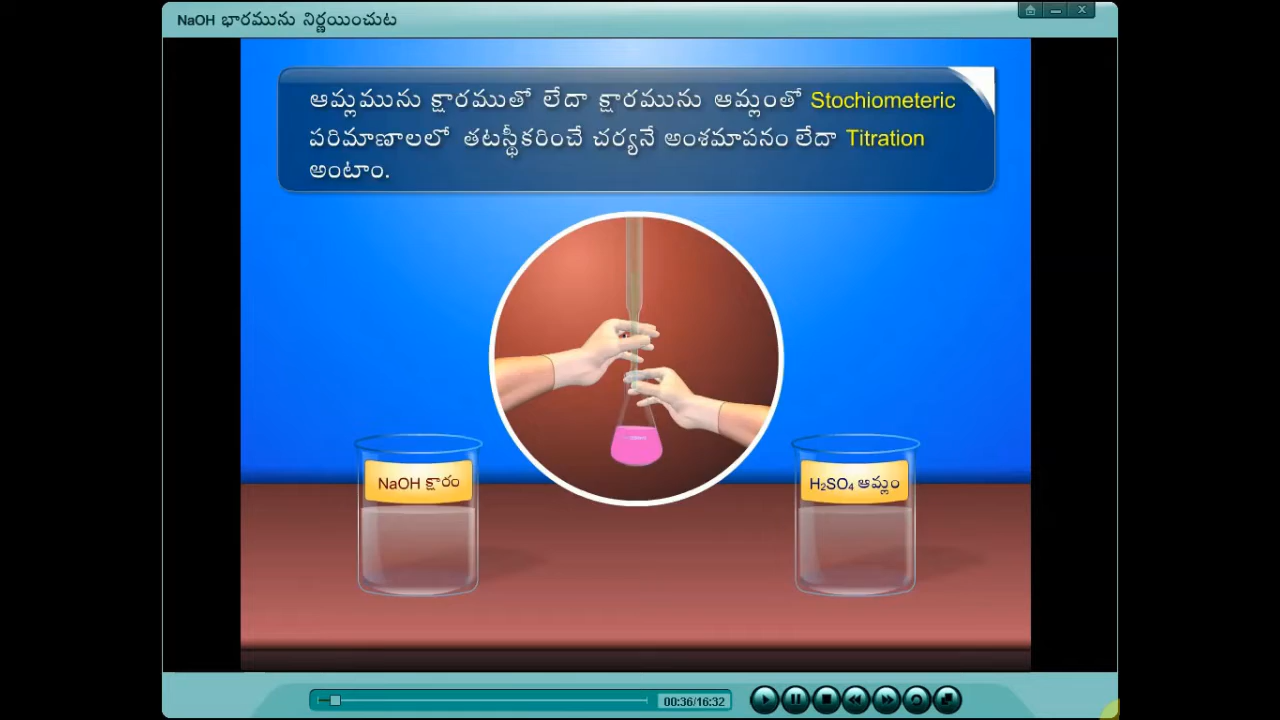 NaOH భారమును నిర్ణయించుట
ఆమ్లమును క్షారముతో లేదా క్షారమును ఆమ్లంతో Stochiometeric
పరిమాణాలలో తటస్థీకరించే చర్యనే అంశమాపనం లేదా Titration
అంటాం.
NaOH క్షారం
H₂SO₄ ఆమ్లం
00:36/16:32